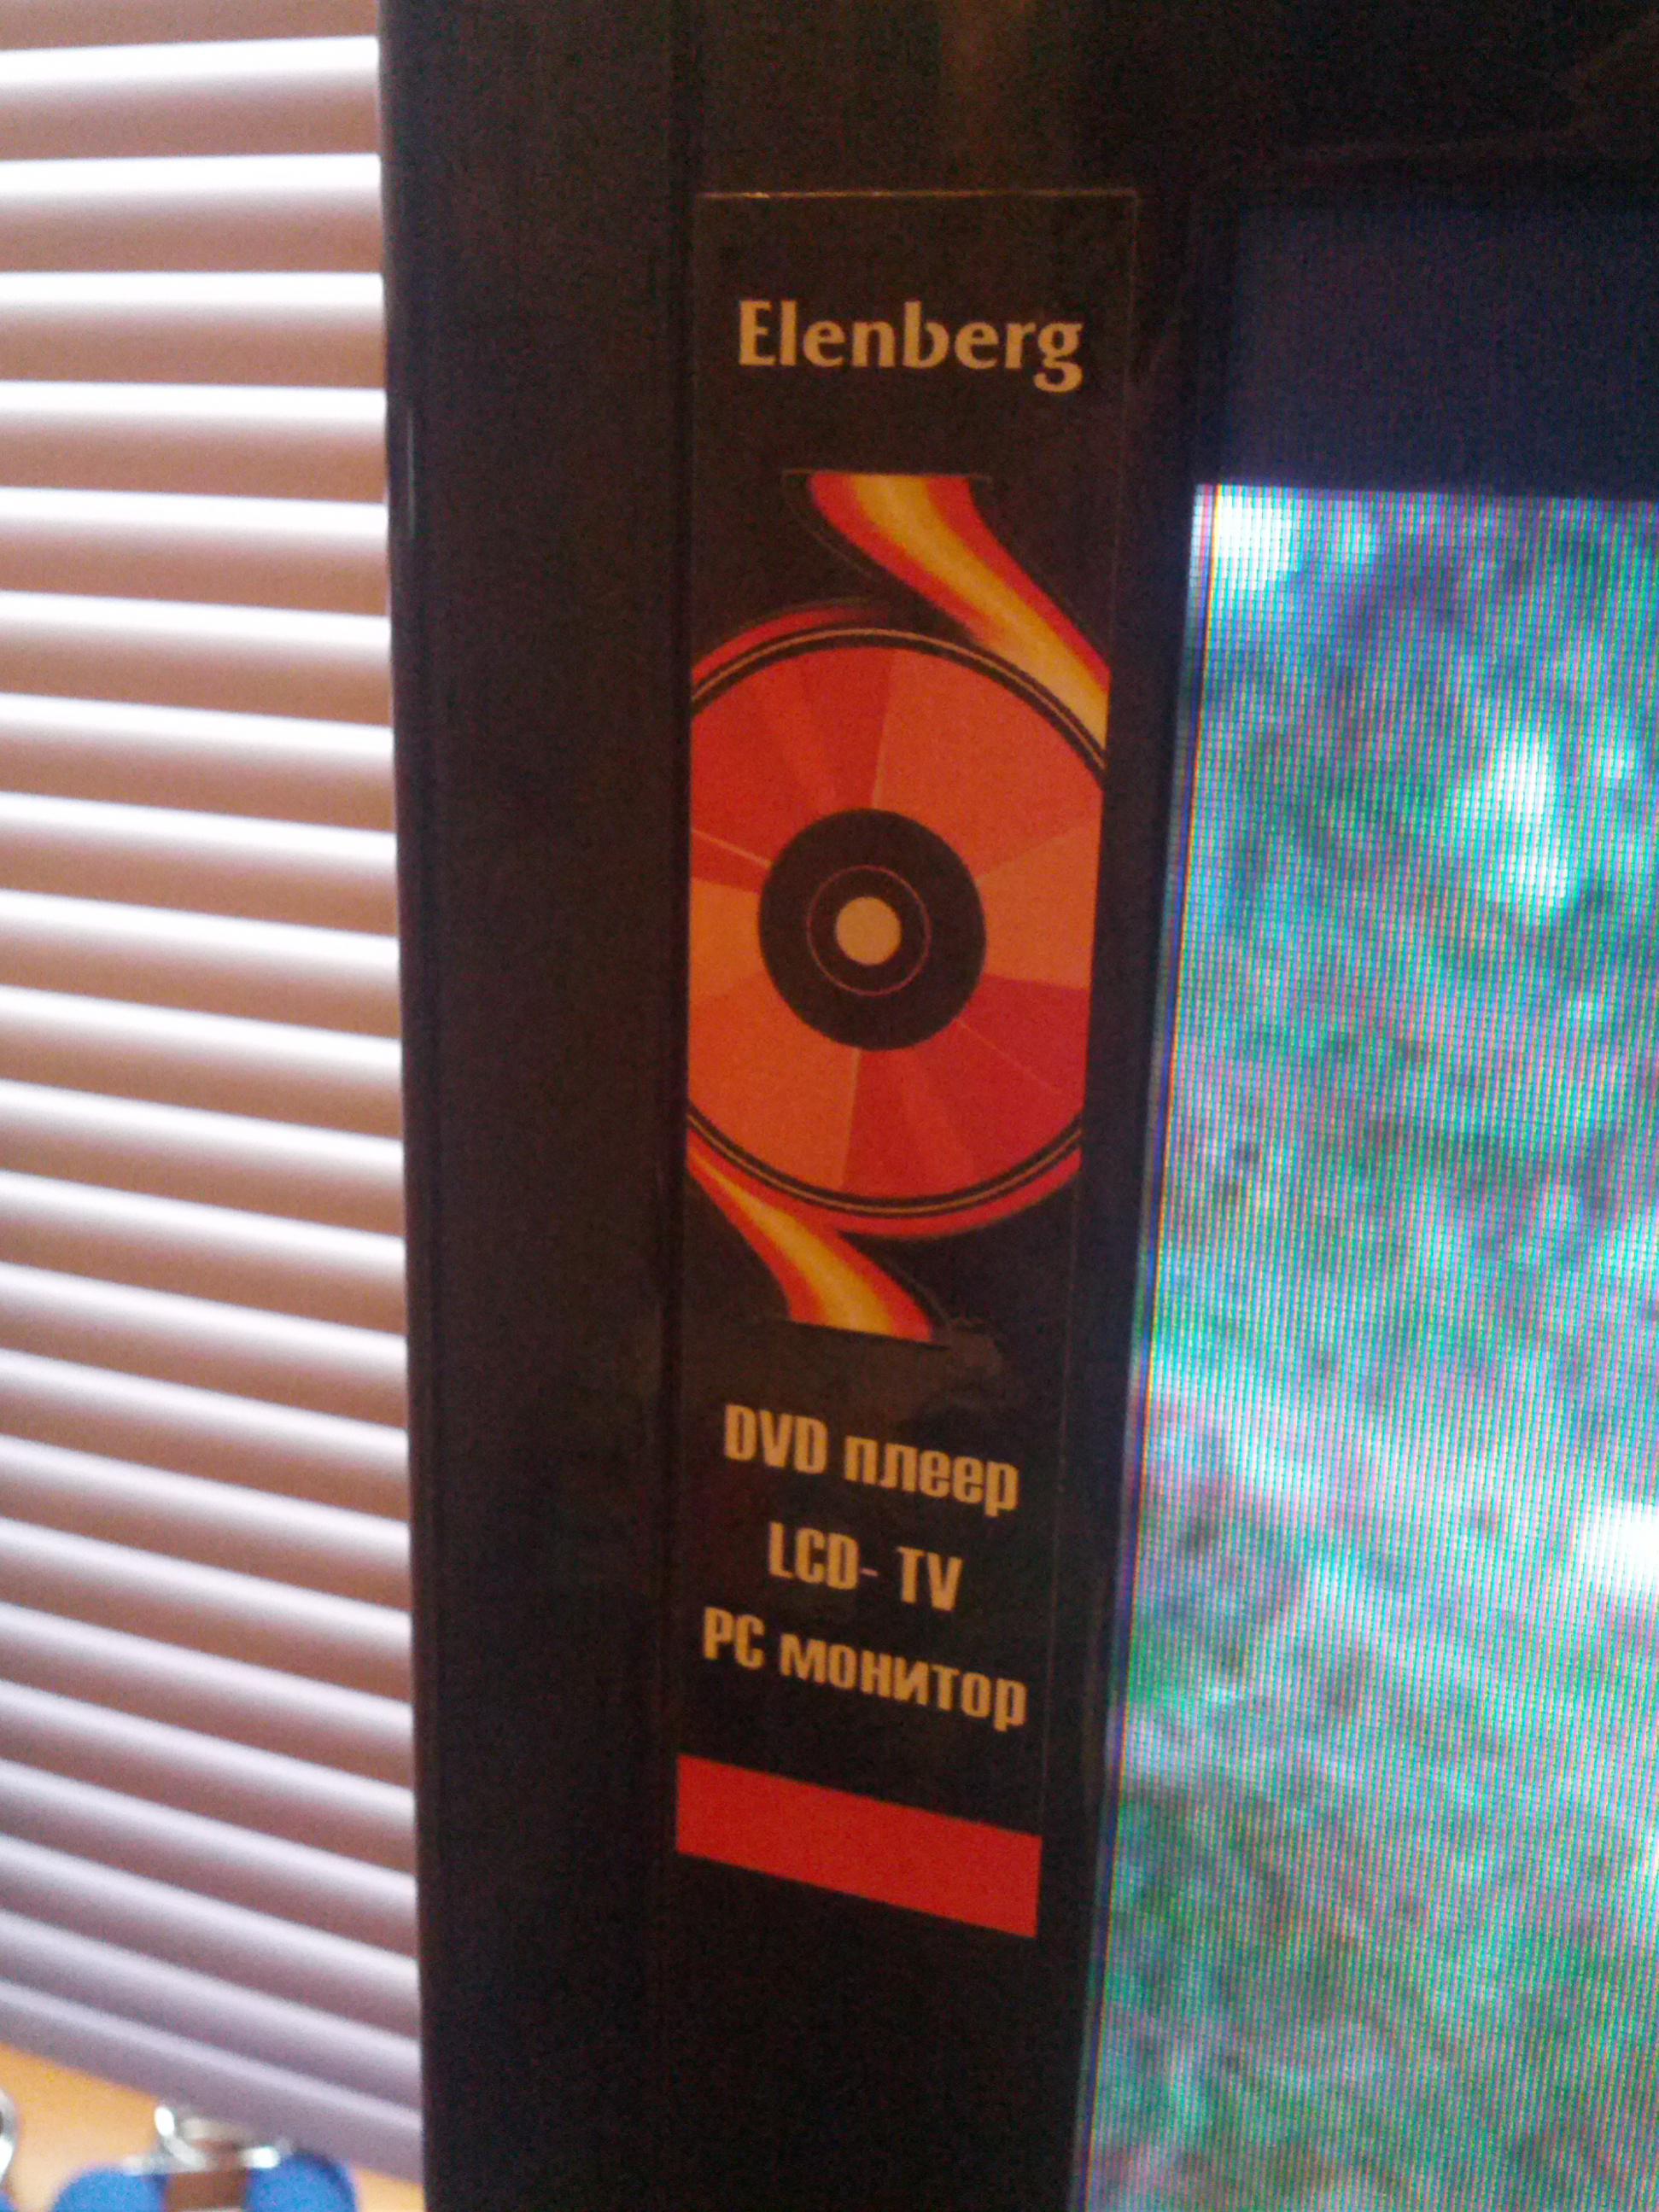 Elenberg
DVD плеер
LCD- TV
PC монитор